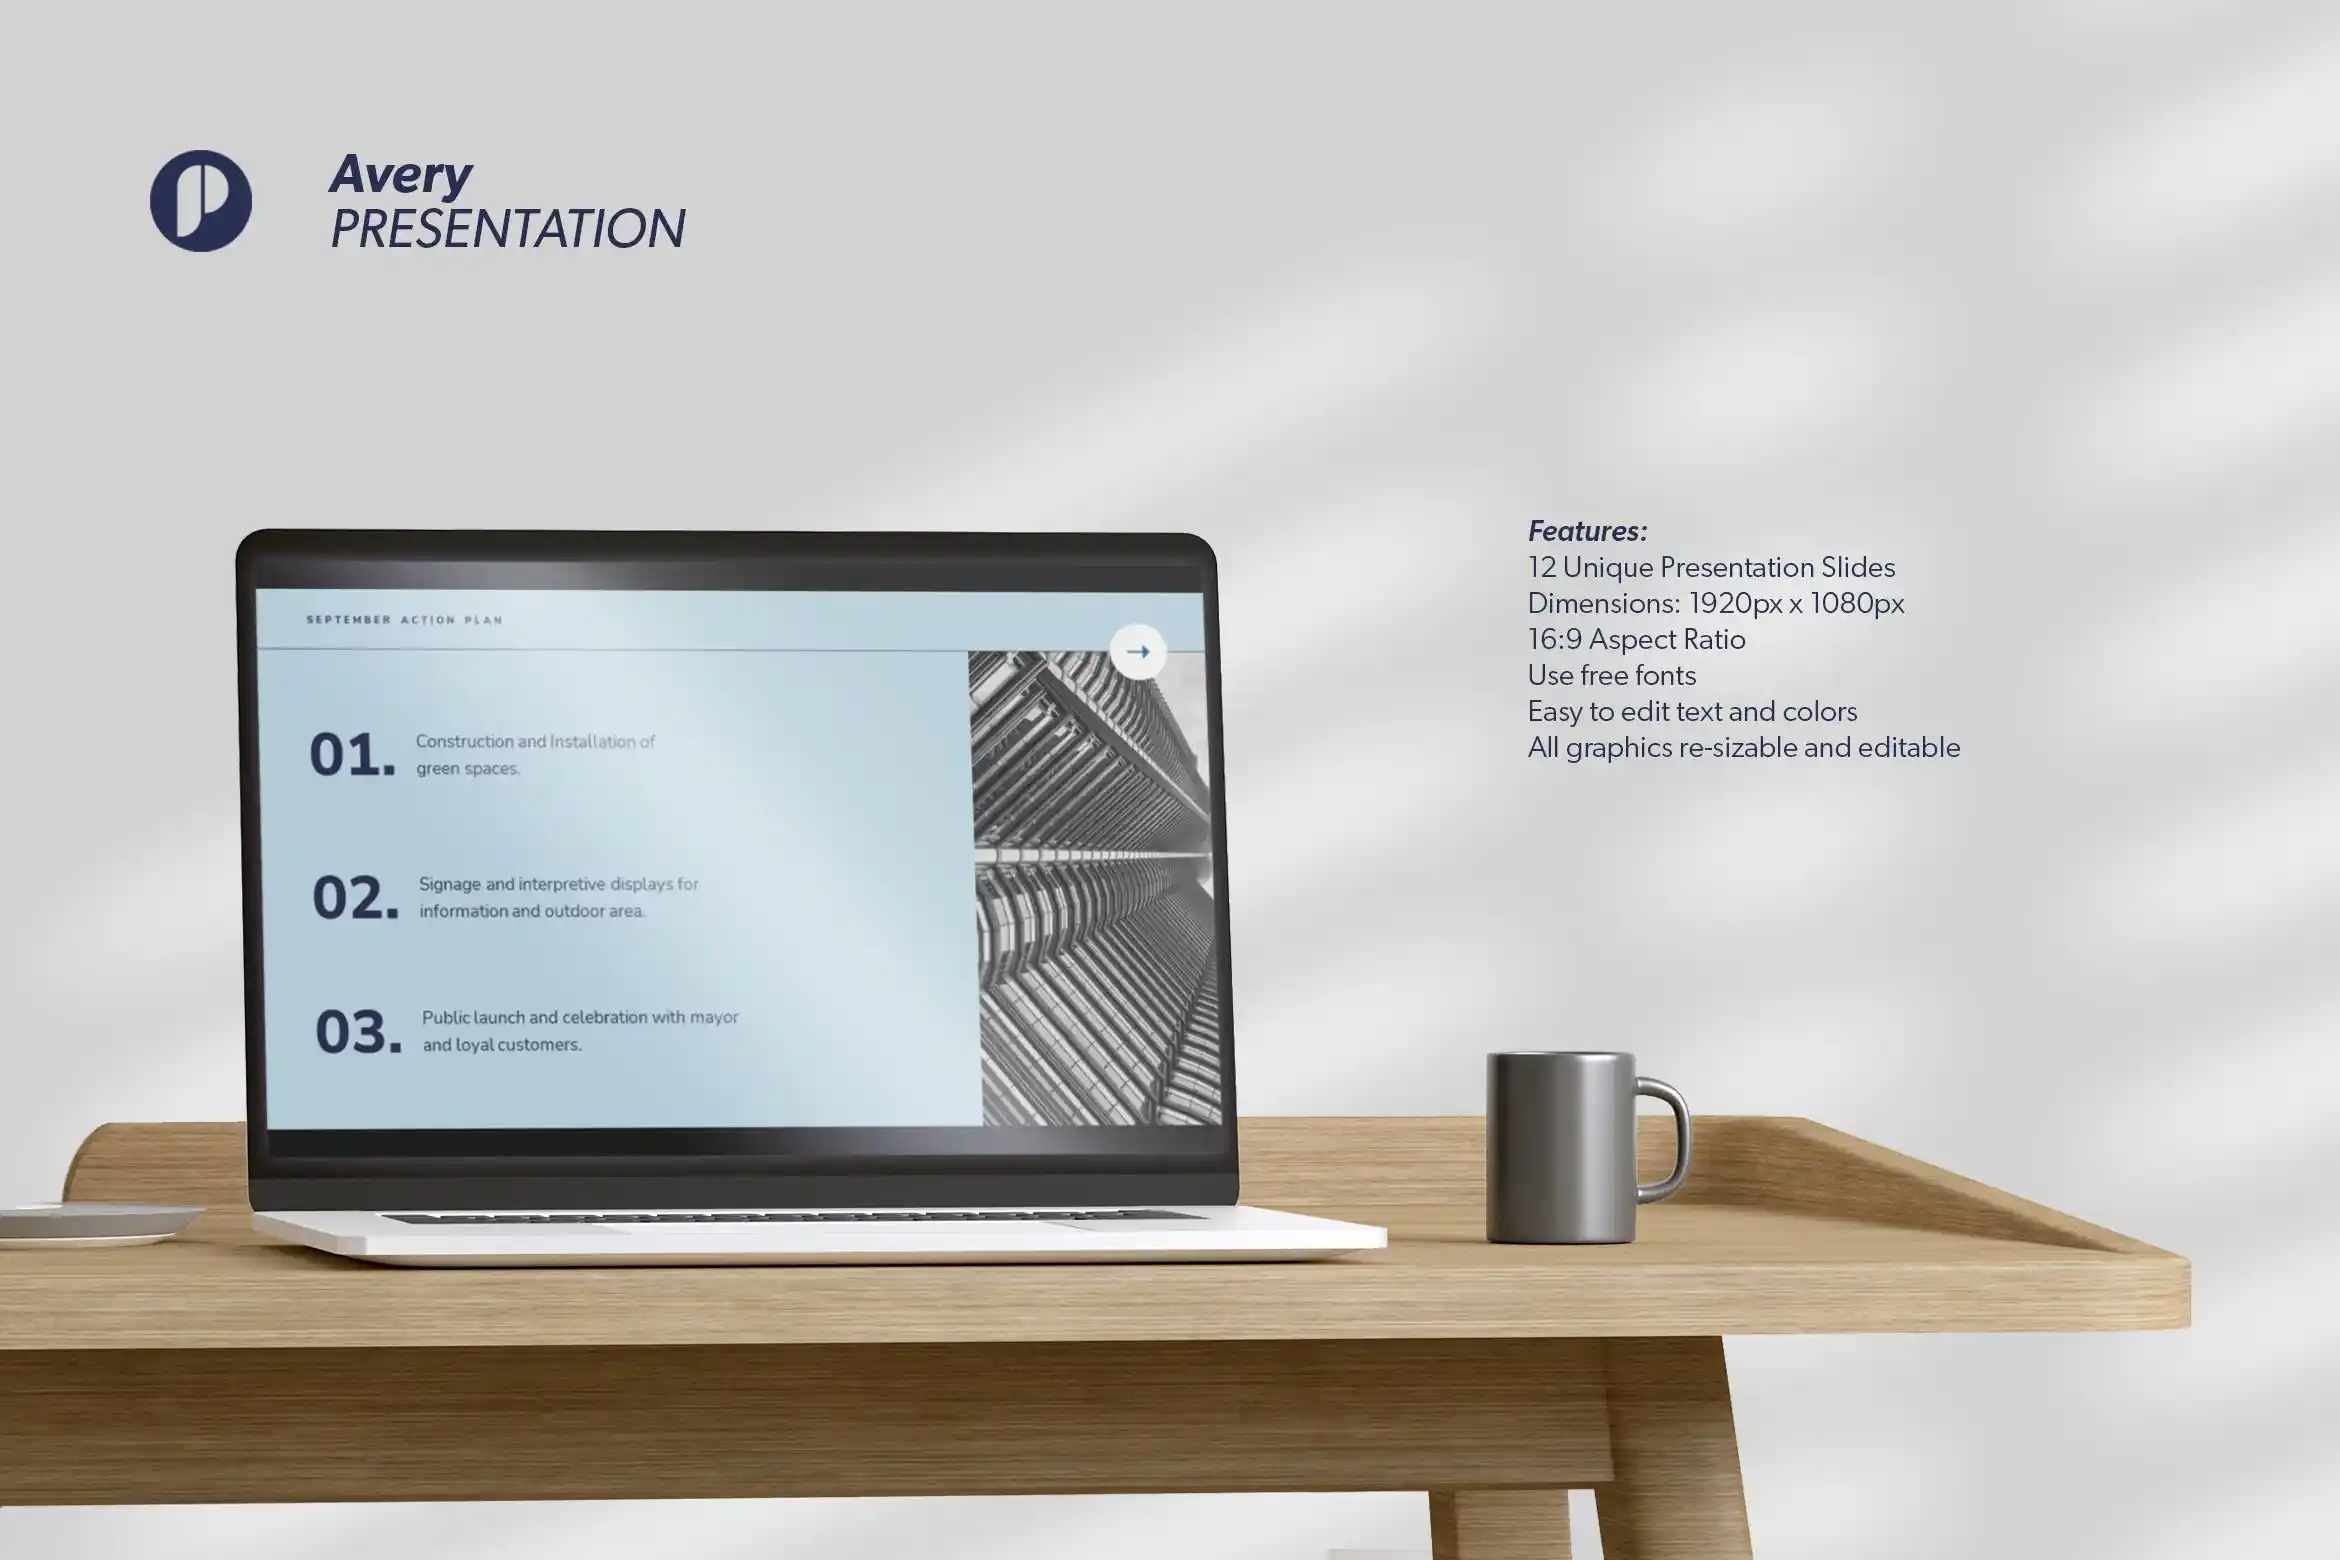 Avery
PRESENTATION
SEPTEMBER ACTION PLAN
01.
Construction and Installation of
green spaces.
02.
Signage and interpretive displays for
information and outdoor area.
03.
Public launch and celebration with mayor
and loyal customers.
Features:
12 Unique Presentation Slides
Dimensions: 1920px x 1080px
16:9 Aspect Ratio
Use free fonts
Easy to edit text and colors
All graphics re-sizable and editable